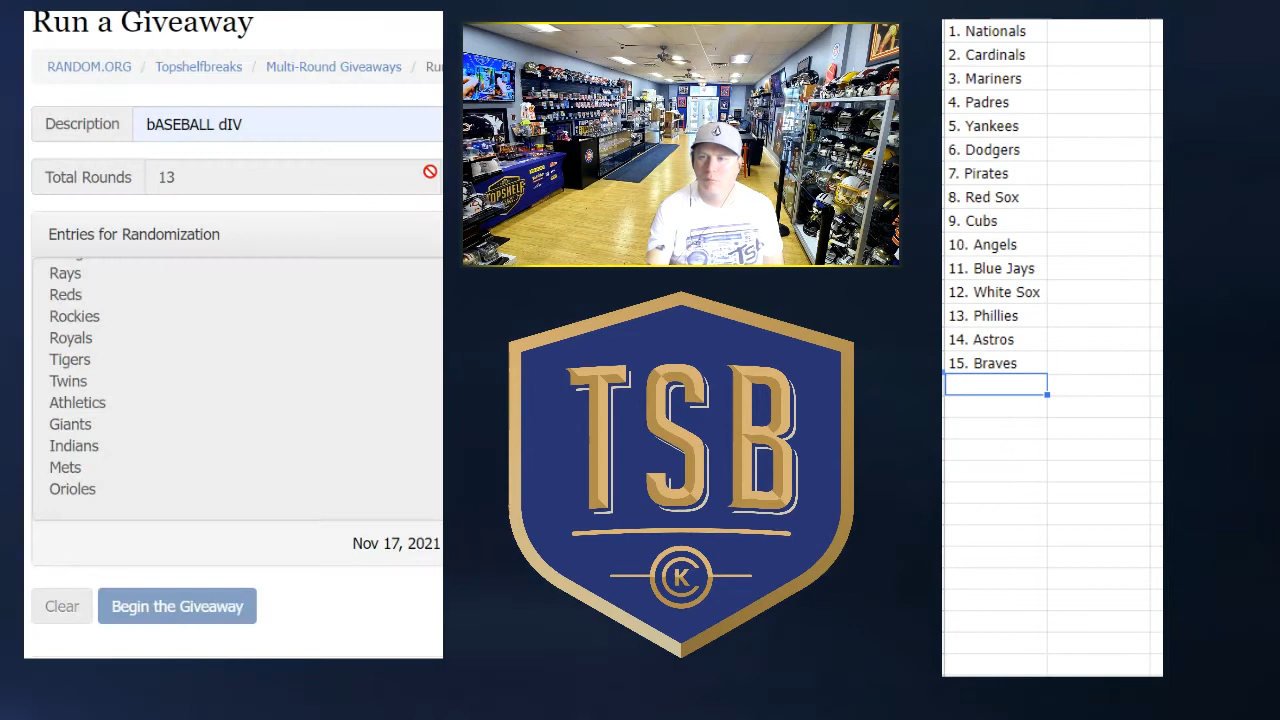 Run a Giveaway
RANDOM.ORG / Topshelfbreaks / Multi-Round Giveaways /
Description bASEBALL dIV
Total Rounds 13
Entries for Randomization
Rays
Reds
Rockies
Royals
Tigers
Twins
Athletics
Giants
Indians
Mets
Orioles
Nov 17, 2021
Clear Begin the Giveaway
TOPSHELF
TSB
CK
1. Nationals
2. Cardinals
3. Mariners
4. Padres
5. Yankees
6. Dodgers
7. Pirates
8. Red Sox
9. Cubs
10. Angels
11. Blue Jays
12. White Sox
13. Phillies
14. Astros
15. Braves